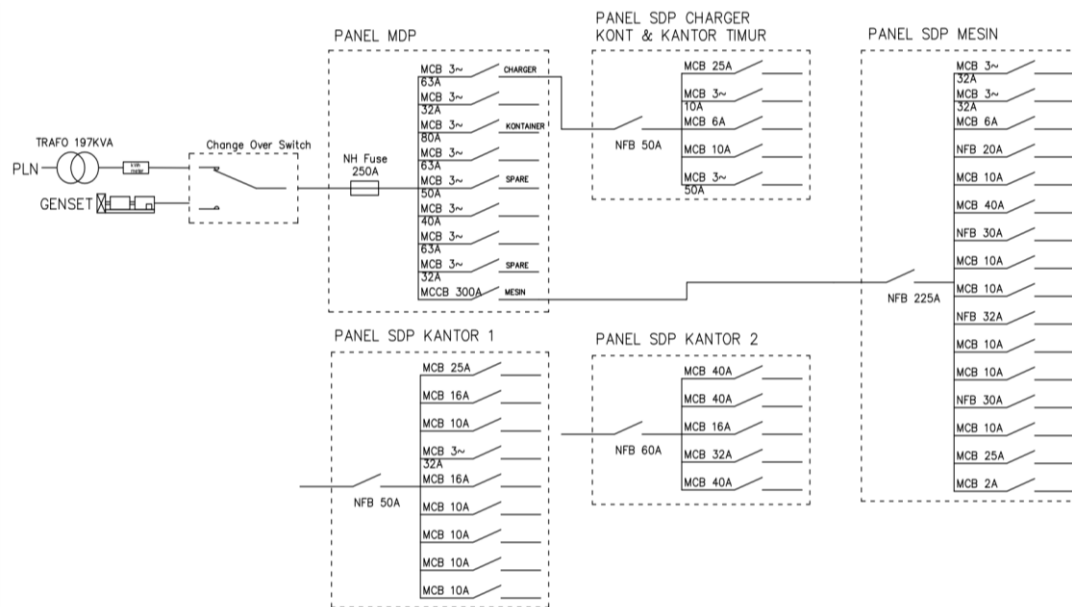 PANEL MDP
MCB 3~
63A
CHARGER
MCB 3~
32A
MCB 3~
80A
KONTAINER
MCB 3~
63A
MCB 3~
50A
SPARE
MCB 3~
40A
MCB 3~
63A
MCB 3~
32A
SPARE
MCCB 300A
MESIN
TRAFO 197KVA
PLN
GENSET
Change Over Switch
NH Fuse
250A
PANEL SDP CHARGER
KONT & KANTOR TIMUR
NFB 50A
MCB 25A
MCB 3~
10A
MCB 6A
MCB 10A
MCB 3~
50A
PANEL SDP MESIN
NFB 225A
MCB 3~
32A
MCB 3~
32A
MCB 6A
NFB 20A
MCB 10A
MCB 40A
NFB 30A
MCB 10A
MCB 10A
NFB 32A
MCB 10A
MCB 10A
NFB 30A
MCB 10A
MCB 25A
MCB 2A
PANEL SDP KANTOR 1
NFB 50A
MCB 25A
MCB 16A
MCB 10A
MCB 3~
32A
MCB 16A
MCB 10A
MCB 10A
MCB 10A
MCB 10A
PANEL SDP KANTOR 2
NFB 60A
MCB 40A
MCB 40A
MCB 16A
MCB 32A
MCB 40A